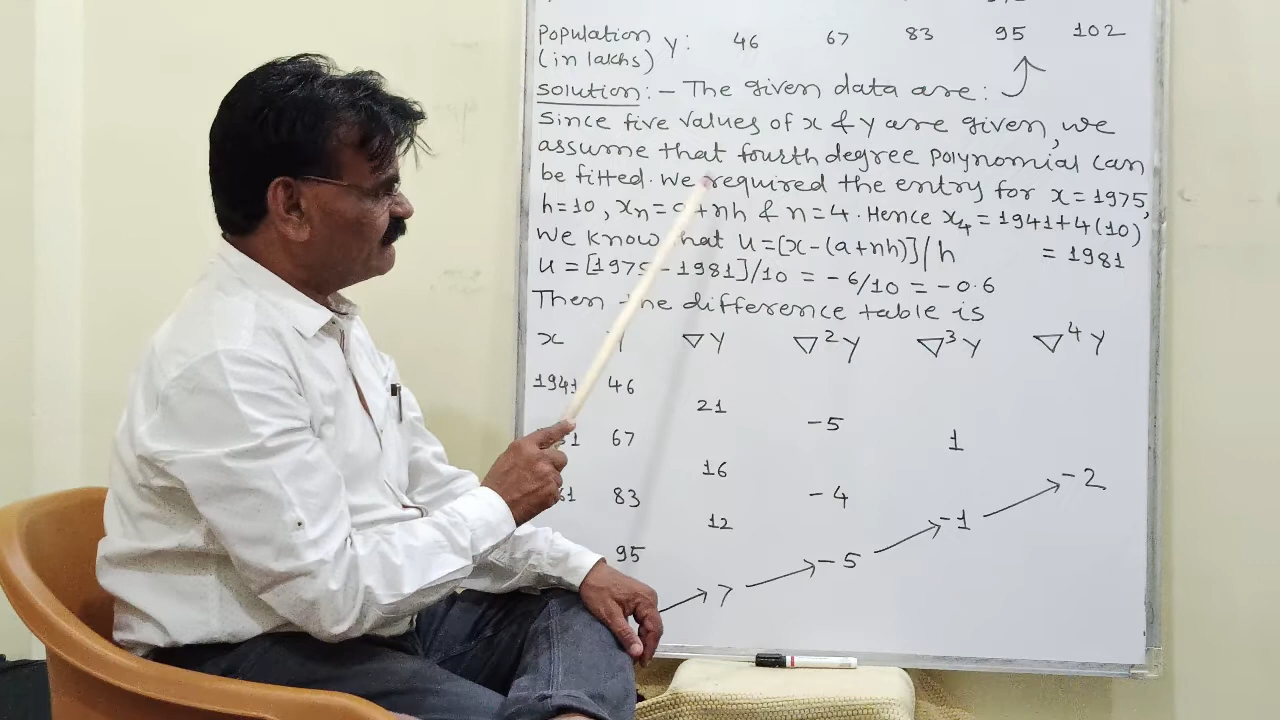 Population y: 46 67 83 95 102
(in lakhs)
solution:- The given data are:
Since five values of x & y are given, we
assume that fourth degree polynomial can
be fitted. We required the entry for x=1975,
h=10, xn= +nh & n=4. Hence x4=1941+4(10)
We know that u=[x-(a+nh)]/h =1981
u=[1975-1981]/10=-6/10=-0.6
Then the difference table is
x ▽y ▽²y ▽³y ▽⁴y
1941 46
21
-5
67 1
16 -2
83 -4
12 -1
95 -5
7